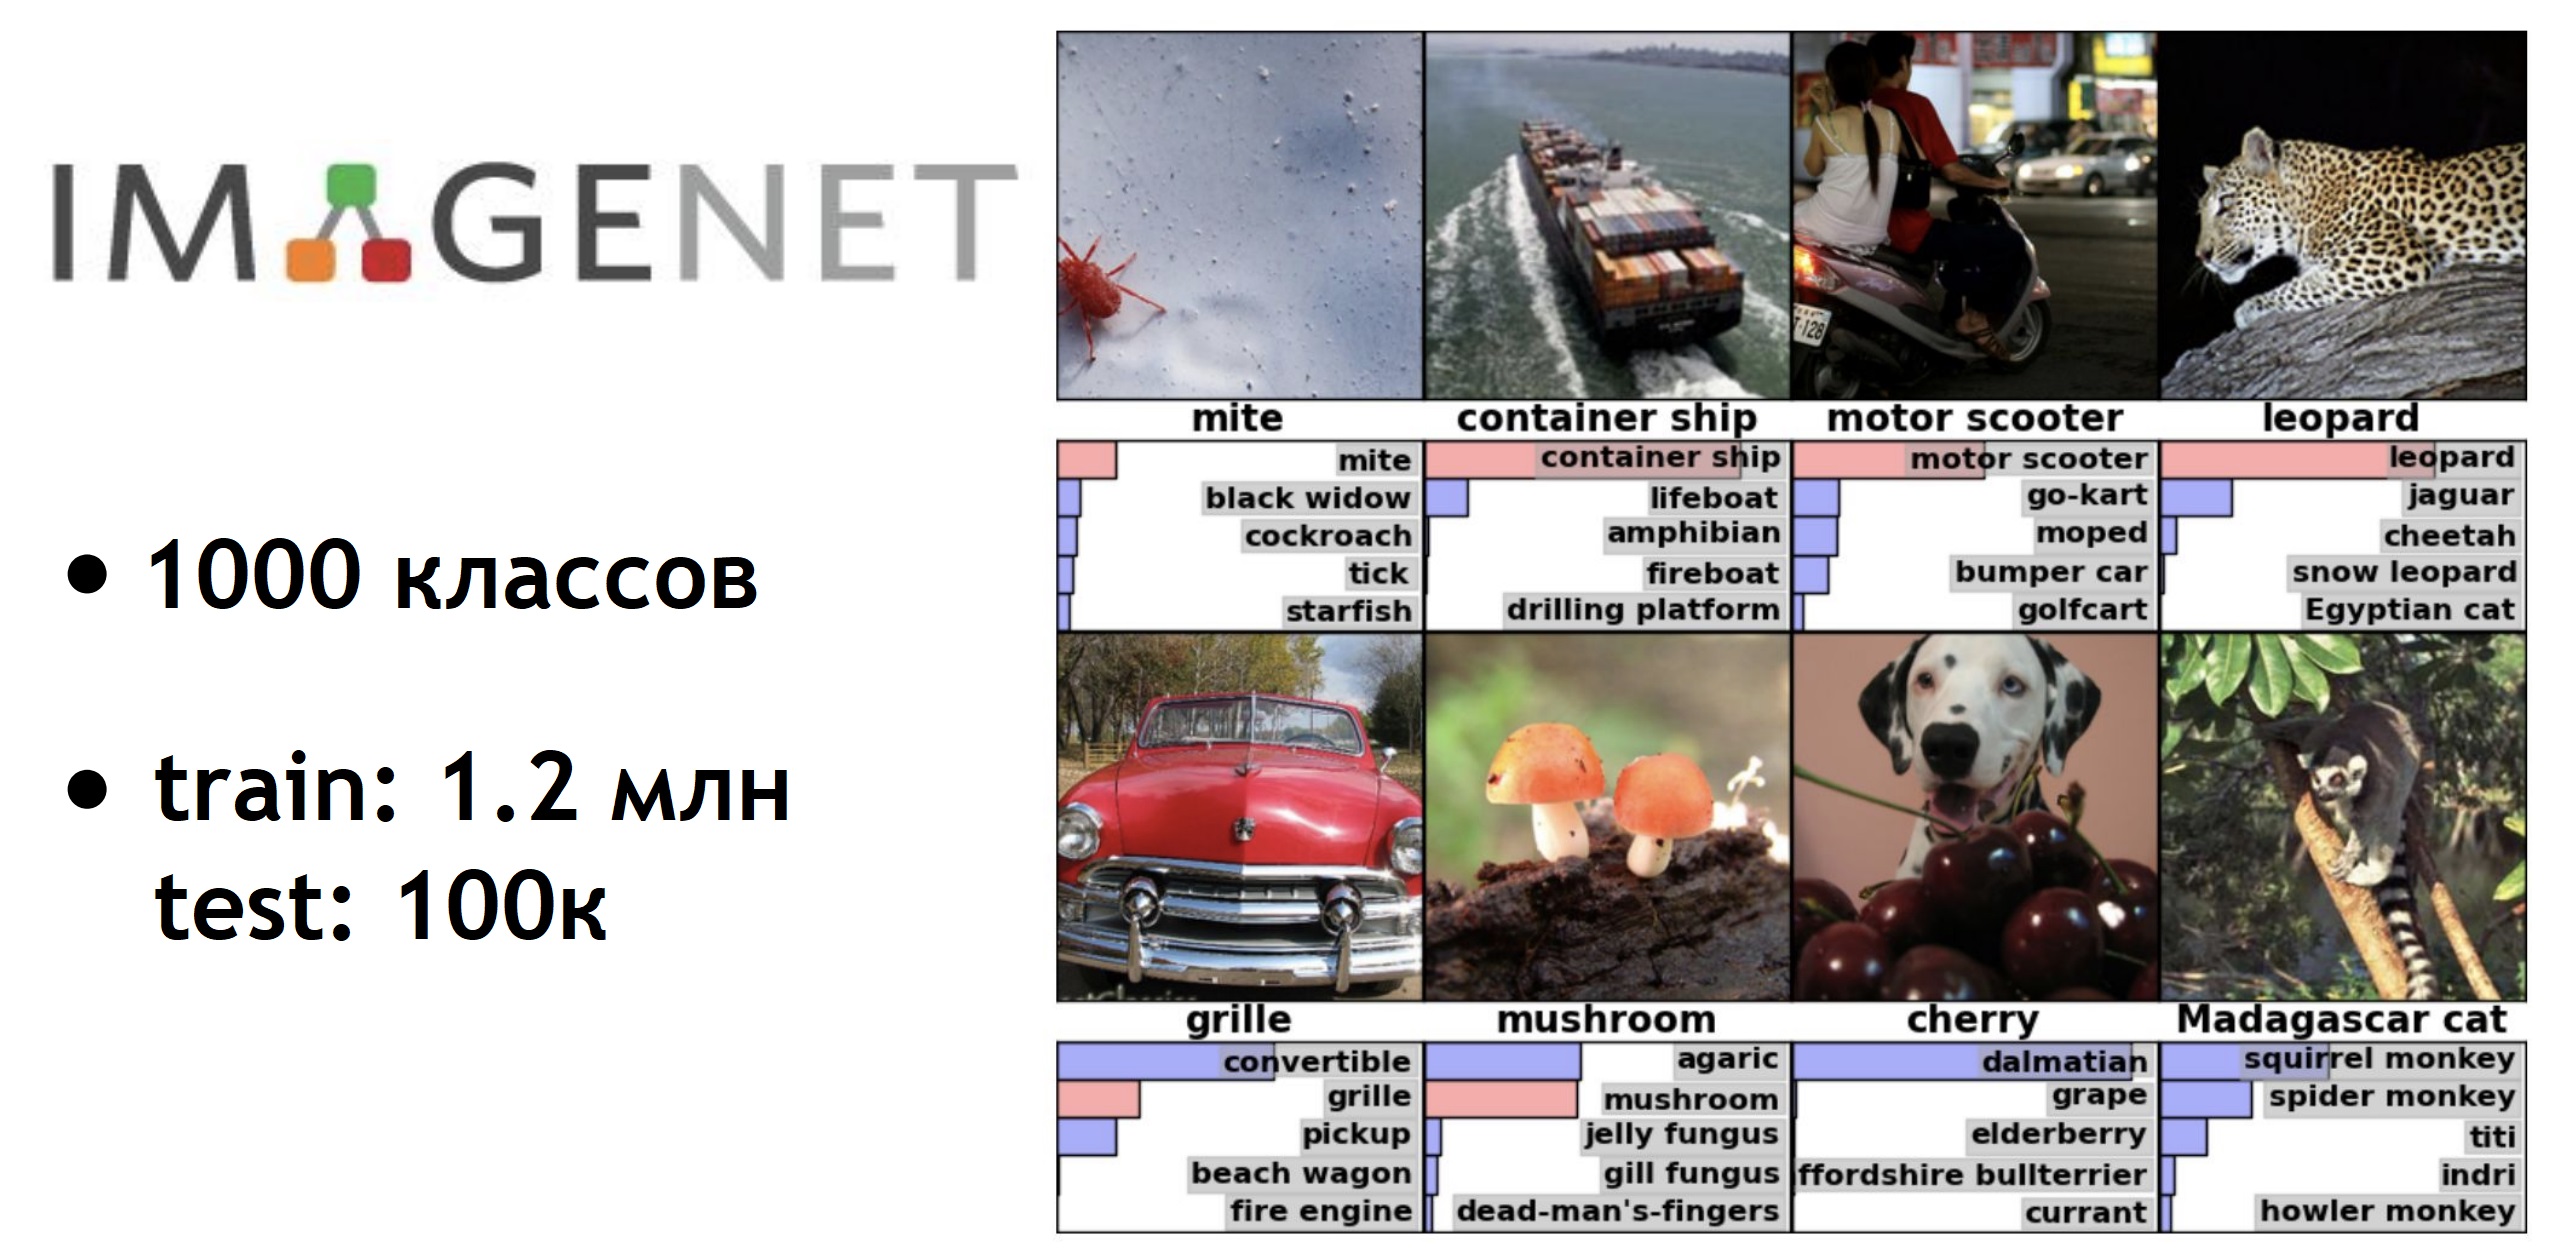 IMAGENET
• 1000 классов
• train: 1.2 млн
test: 100к
mite
mite
black widow
cockroach
tick
starfish
container ship
container ship
lifeboat
amphibian
fireboat
drilling platform
motor scooter
motor scooter
go-kart
moped
bumper car
golfcart
leopard
leopard
jaguar
cheetah
snow leopard
Egyptian cat
grille
convertible
grille
pickup
beach wagon
fire engine
mushroom
agaric
mushroom
jelly fungus
gill fungus
dead-man's-fingers
cherry
dalmatian
grape
elderberry
ffordshire bullterrier
currant
Madagascar cat
squirrel monkey
spider monkey
titi
indri
howler monkey